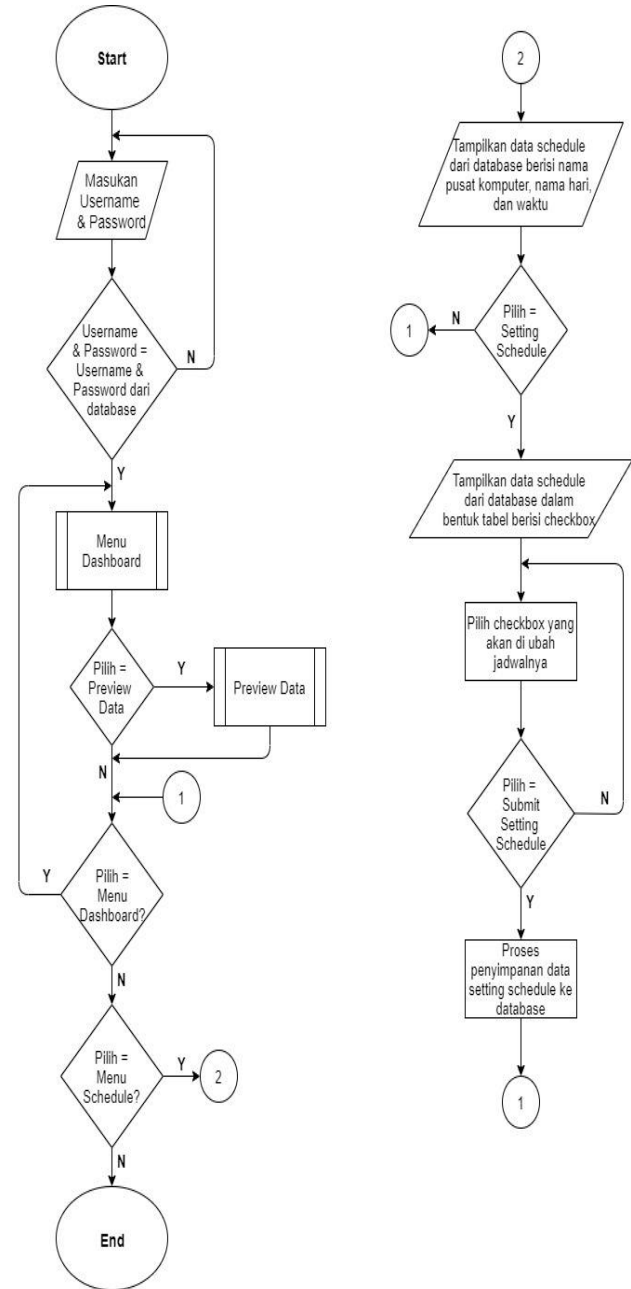 Start
Masukan
Username
& Password
Username
& Password =
Username &
Password dari
database
N
Y
Menu
Dashboard
Pilih =
Preview
Data
Y
Preview Data
N
1
Pilih =
Menu
Dashboard?
Y
N
Pilih =
Menu
Schedule?
Y
2
N
End
2
Tampilkan data schedule
dari database berisi nama
pusat komputer, nama hari,
dan waktu
Pilih =
Setting
Schedule
N
1
Y
Tampilkan data schedule
dari database dalam
bentuk tabel berisi checkbox
Pilih checkbox yang
akan di ubah
jadwalnya
Pilih =
Submit
Setting
Schedule
N
Y
Proses
penyimpanan data
setting schedule ke
database
1